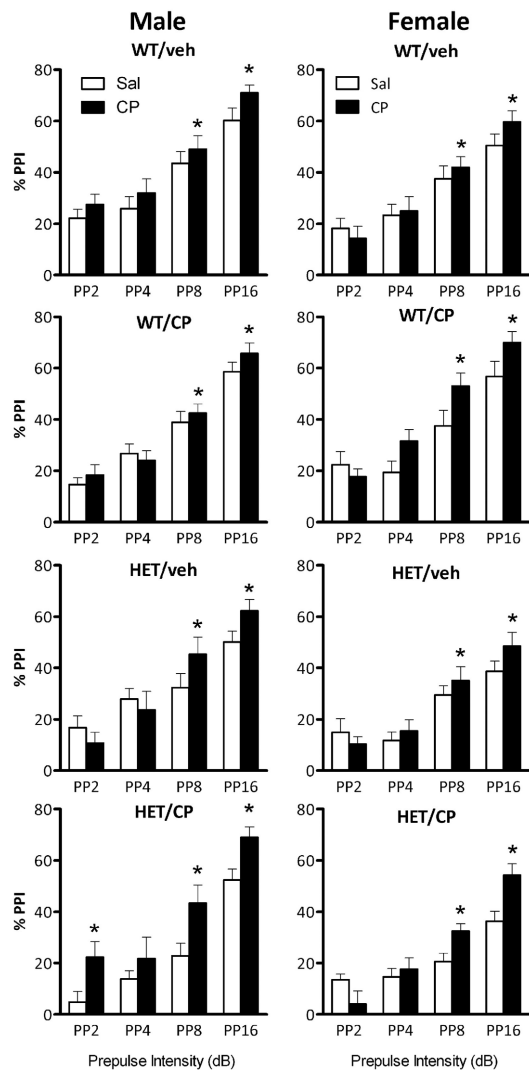 Male Female
WT/veh WT/veh
Sal Sal
CP CP
80 80
60 60
40 40
20 20
0 0
% PPI
* * * *
PP2 PP4 PP8 PP16 PP2 PP4 PP8 PP16
WT/CP WT/CP
80 80
60 60
40 40
20 20
0 0
% PPI
* * * *
PP2 PP4 PP8 PP16 PP2 PP4 PP8 PP16
HET/veh HET/veh
80 80
60 60
40 40
20 20
0 0
% PPI
* * * *
PP2 PP4 PP8 PP16 PP2 PP4 PP8 PP16
HET/CP HET/CP
80 80
60 60
40 40
20 20
0 0
% PPI
* * * * *
PP2 PP4 PP8 PP16 PP2 PP4 PP8 PP16
Prepulse Intensity (dB) Prepulse Intensity (dB)